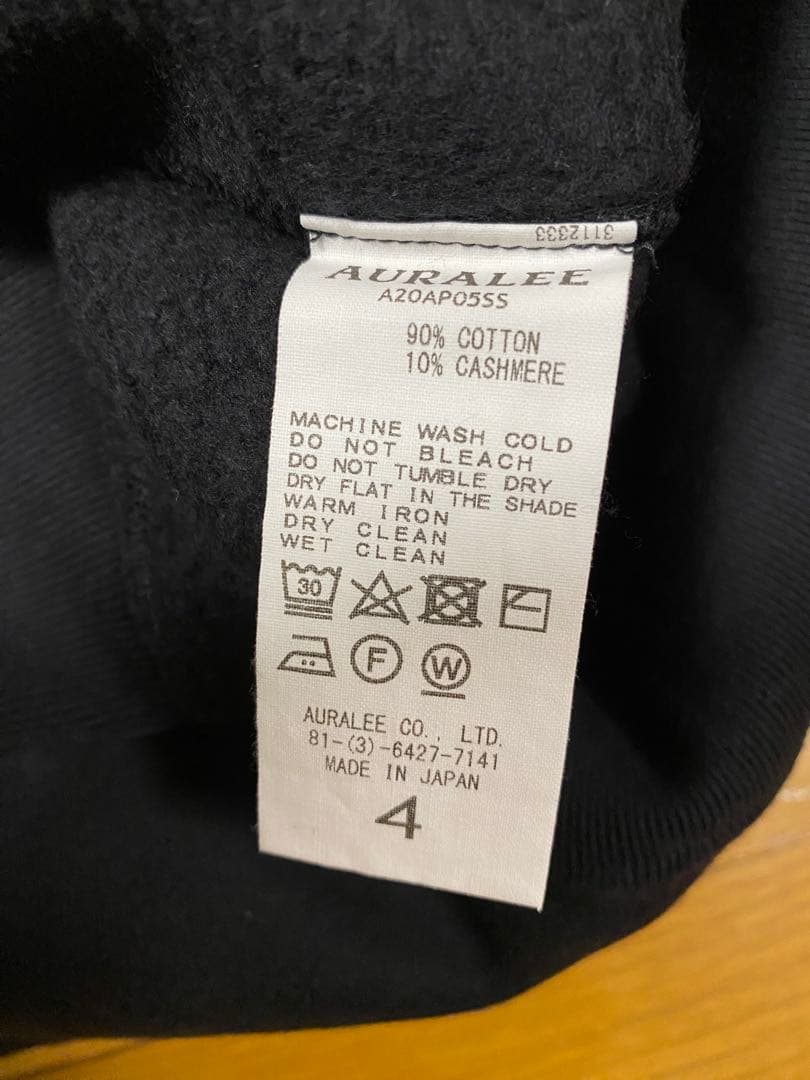 3112333
AURALEE
A20AP05SS
90% COTTON
10% CASHMERE
MACHINE WASH COLD
DO NOT BLEACH
DO NOT TUMBLE DRY
DRY FLAT IN THE SHADE
WARM IRON
DRY CLEAN
WET CLEAN
30
F W
AURALEE CO., LTD.
81-(3)-6427-7141
MADE IN JAPAN
4